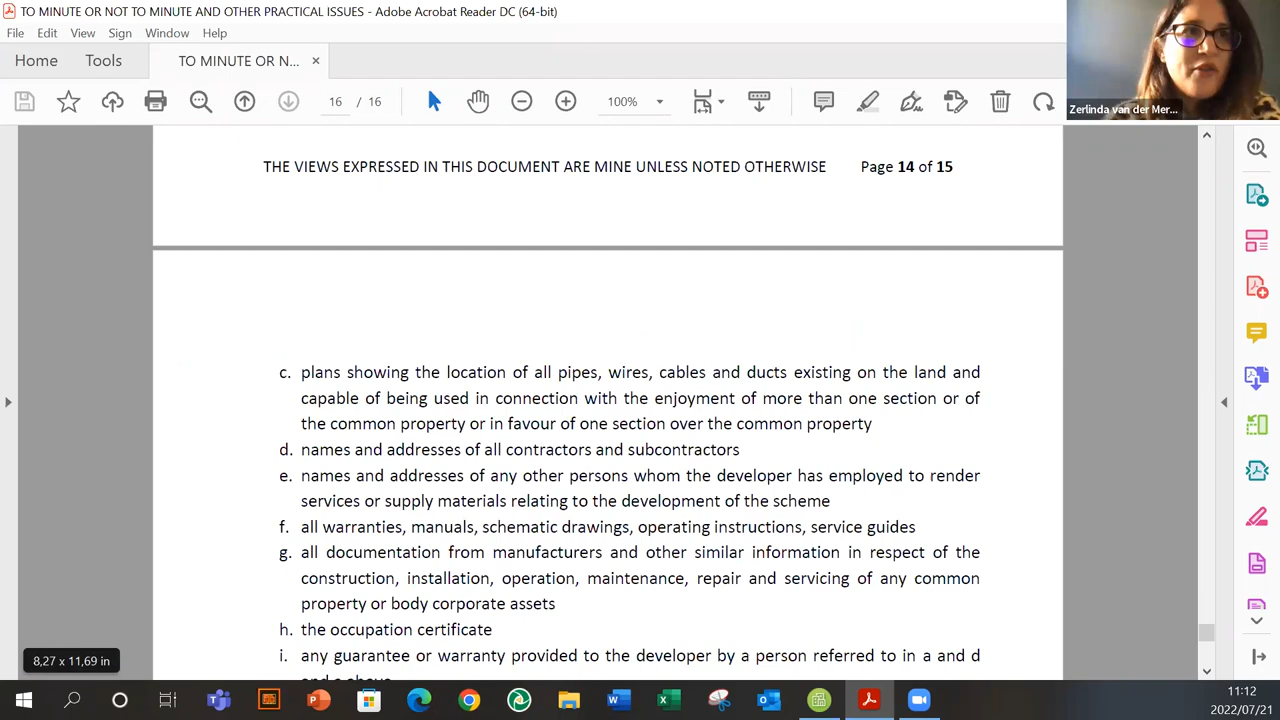 TO MINUTE OR NOT TO MINUTE AND OTHER PRACTICAL ISSUES - Adobe Acrobat Reader DC (64-bit)
File Edit View Sign Window Help
Home Tools TO MINUTE OR N... ×
16 / 16 100%
Zerlinda van der Mer...
THE VIEWS EXPRESSED IN THIS DOCUMENT ARE MINE UNLESS NOTED OTHERWISE Page 14 of 15
c. plans showing the location of all pipes, wires, cables and ducts existing on the land and
capable of being used in connection with the enjoyment of more than one section or of
the common property or in favour of one section over the common property
d. names and addresses of all contractors and subcontractors
e. names and addresses of any other persons whom the developer has employed to render
services or supply materials relating to the development of the scheme
f. all warranties, manuals, schematic drawings, operating instructions, service guides
g. all documentation from manufacturers and other similar information in respect of the
construction, installation, operation, maintenance, repair and servicing of any common
property or body corporate assets
h. the occupation certificate
i. any guarantee or warranty provided to the developer by a person referred to in a and d
8,27 x 11,69 in
11:12
2022/07/21